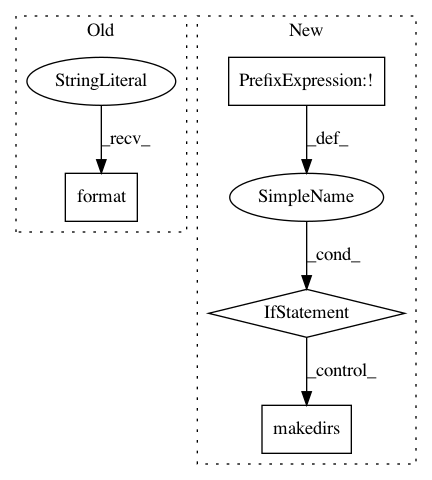 Old
StringLiteral
_recv_
format
New
PrefixExpression:!
_def_
SimpleName
_cond_
IfStatement
_control_
makedirs